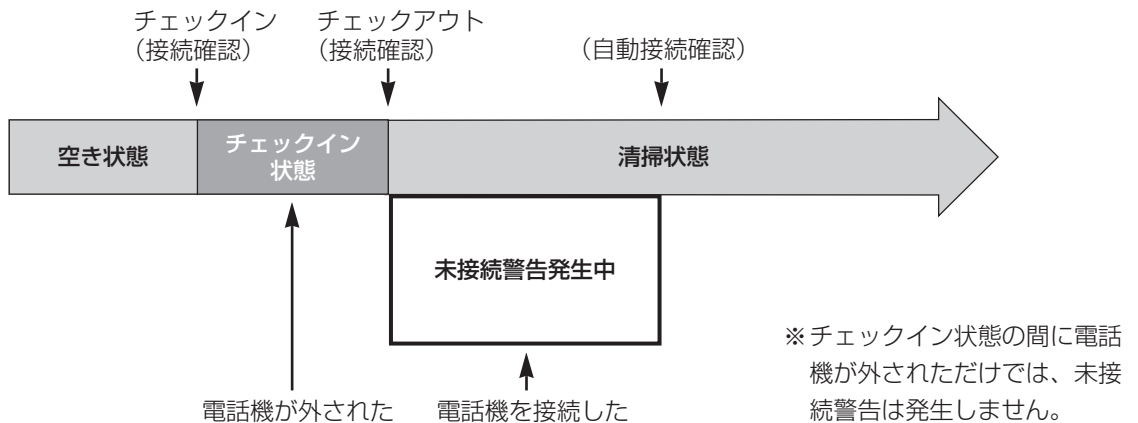 チェックイン
（接続確認）
チェックアウト
（接続確認）
（自動接続確認）
空き状態
チェックイン
状態
清掃状態
未接続警告発生中
電話機が外された
電話機を接続した
※チェックイン状態の間に電話
機が外されただけでは、未接
続警告は発生しません。